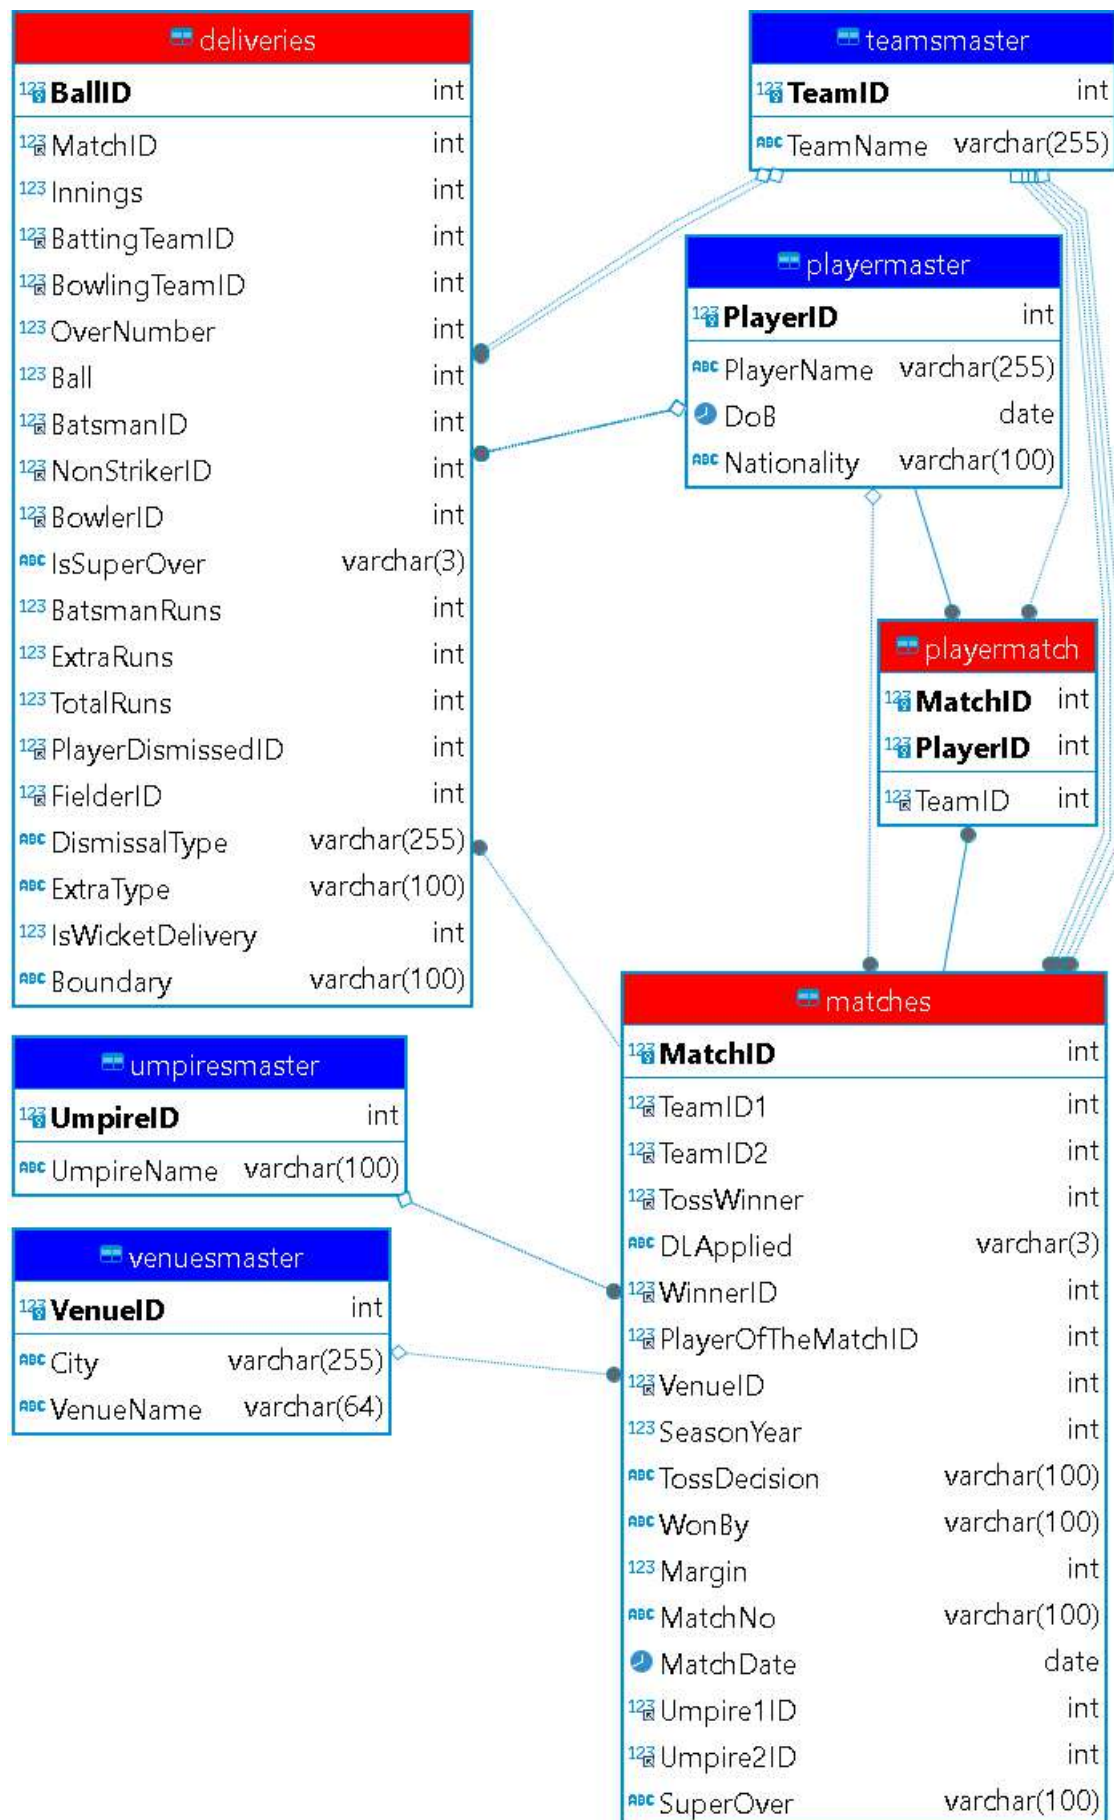 deliveries
BallID int
MatchID int
Innings int
BattingTeamID int
BowlingTeamID int
OverNumber int
Ball int
BatsmanID int
NonStrikerID int
BowlerID int
IsSuperOver varchar(3)
BatsmanRuns int
ExtraRuns int
TotalRuns int
PlayerDismissedID int
FielderID int
DismissalType varchar(255)
ExtraType varchar(100)
IsWicketDelivery int
Boundary varchar(100)
teamsmaster
TeamID int
TeamName varchar(255)
playermaster
PlayerID int
PlayerName varchar(255)
DoB date
Nationality varchar(100)
playermatch
MatchID int
PlayerID int
TeamID int
umpiresmaster
UmpireID int
UmpireName varchar(100)
venuesmaster
VenueID int
City varchar(255)
VenueName varchar(64)
matches
MatchID int
TeamID1 int
TeamID2 int
TossWinner int
DLApplied varchar(3)
WinnerID int
PlayerOfTheMatchID int
VenueID int
SeasonYear int
TossDecision varchar(100)
WonBy varchar(100)
Margin int
MatchNo varchar(100)
MatchDate date
Umpire1ID int
Umpire2ID int
SuperOver varchar(100)